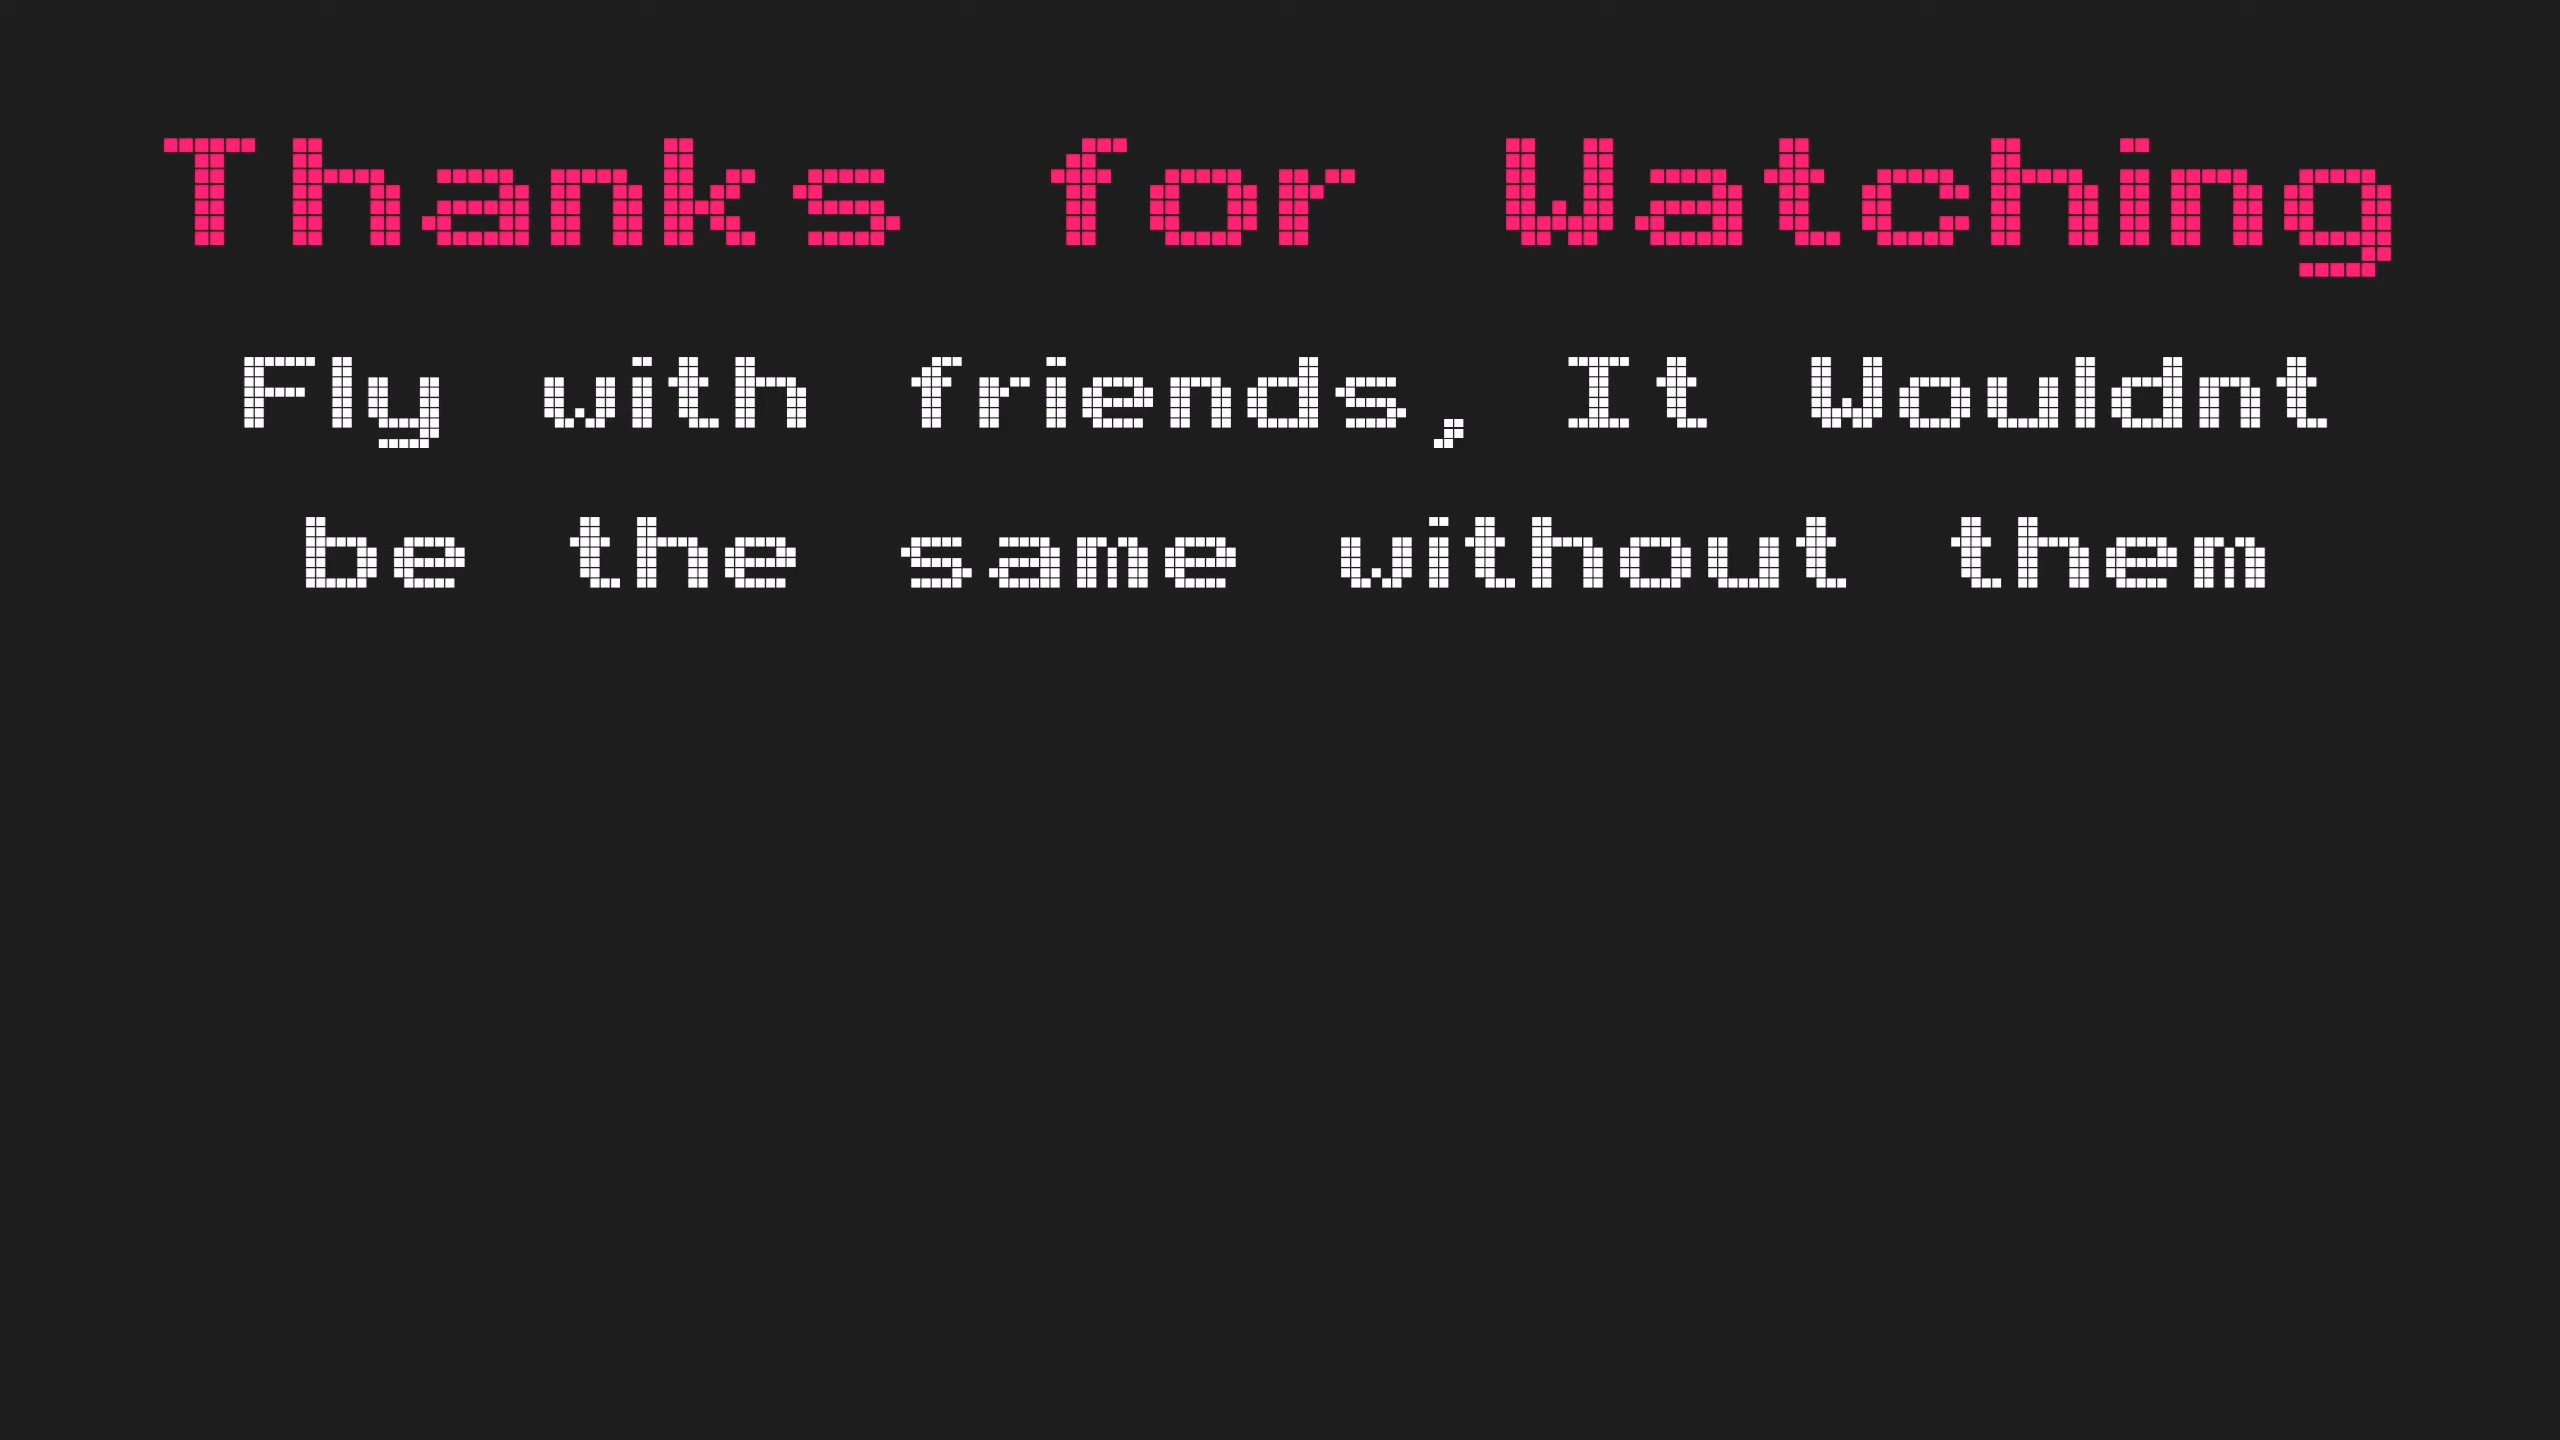 Thanks for Watching
Fly with friends, It Wouldnt
be the same without them